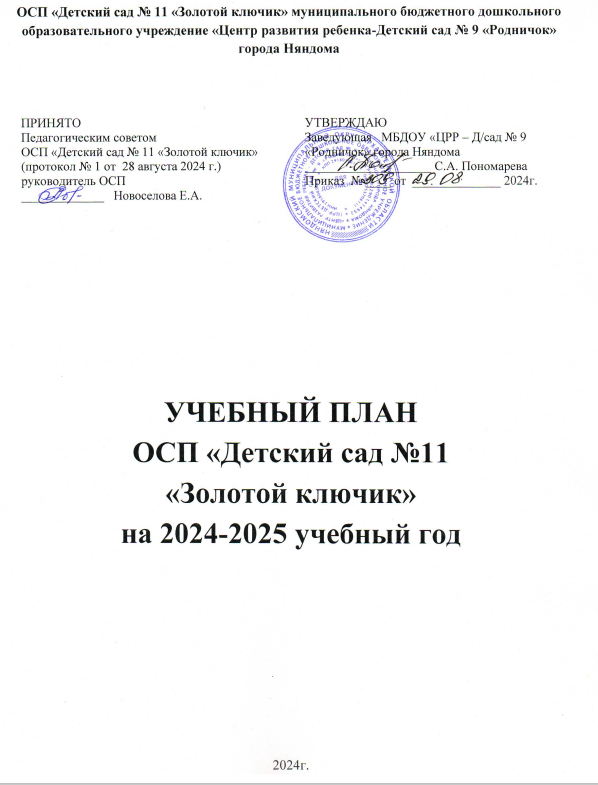 ОСП «Детский сад № 11 «Золотой ключик» муниципального бюджетного дошкольного
образовательного учреждение «Центр развития ребенка-Детский сад № 9 «Родничок»
города Няндома
ПРИНЯТО
Педагогическим советом
ОСП «Детский сад № 11 «Золотой ключик»
(протокол № 1 от 28 августа 2024 г.)
руководитель ОСП
Новоселова Е.А.
УТВЕРЖДАЮ
Заведующая МБДОУ «ЦРР – Д/сад № 9
«Родничок» города Няндома
С.А. Пономарева
Приказ № от 29.08 2024г.
УЧЕБНЫЙ ПЛАН
ОСП «Детский сад №11
«Золотой ключик»
на 2024-2025 учебный год
2024г.